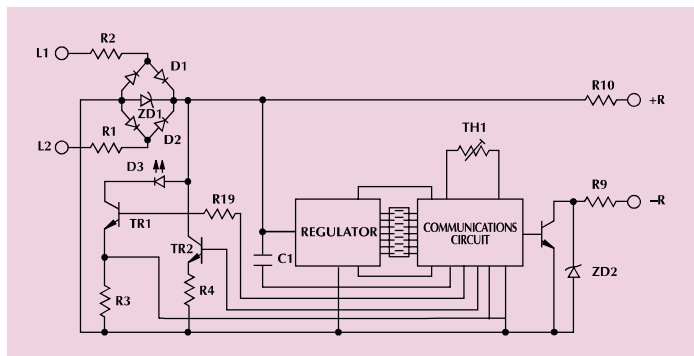 R2
L1
D1
R10
+R
ZD1
TH1
R1
D2
L2
D3
R9
R19
−R
TR1
REGULATOR
COMMUNICATIONS
CIRCUIT
TR2
C1
ZD2
R3
R4